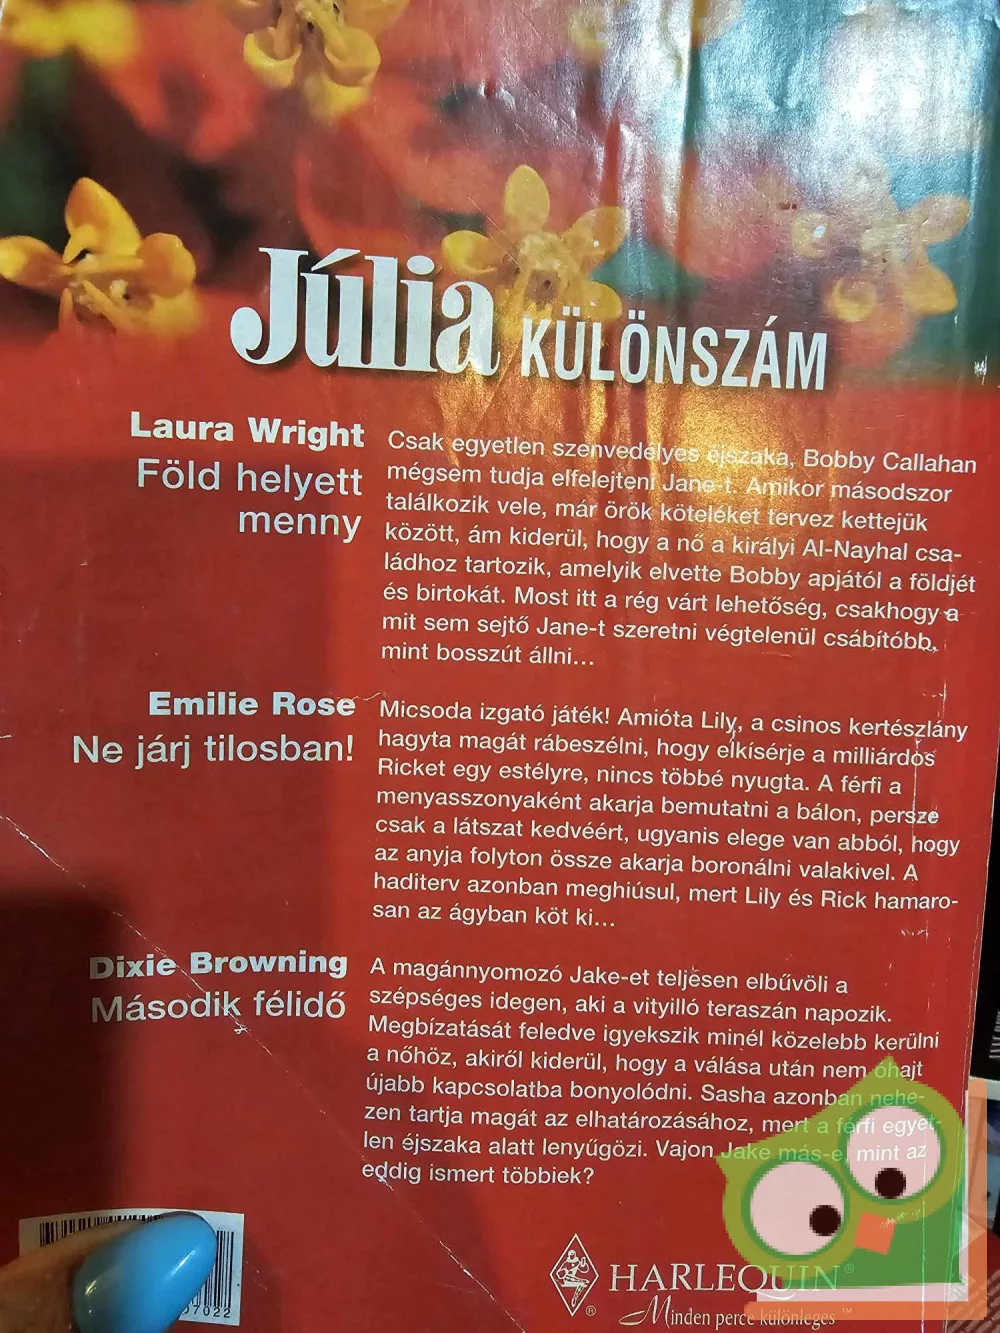 Júlia KÜLÖNSZÁM
Laura Wright
Föld helyett
menny
Csak egyetlen szenvedélyes éjszaka, Bobby Callahan
mégsem tudja elfelejteni Jane-t. Amikor másodszor
találkozik vele, már örök köteléket tervez kettejük
között, ám kiderül, hogy a nő a királyi Al-Nayhal csa-
ládhoz tartozik, amelyik elvette Bobby apjától a földjét
és birtokát. Most itt a rég várt lehetőség, csakhogy a
mit sem sejtő Jane-t szeretni végtelenül csábítóbb,
mint bosszút állni...
Emilie Rose
Ne járj tilosban!
Micsoda izgató játék! Amióta Lily, a csinos kertészlány
hagyta magát rábeszélni, hogy elkísérje a milliárdos
Ricket egy estélyre, nincs többé nyugta. A férfi a
menyasszonyaként akarja bemutatni a bálon, persze
csak a látszat kedvéért, ugyanis elege van abból, hogy
az anyja folyton össze akarja boronálni valakivel. A
haditerv azonban meghiúsul, mert Lily és Rick hamaro-
san az ágyban köt ki...
Dixie Browning
Második félidő
A magánnyomozó Jake-et teljesen elbűvöli a
szépséges idegen, aki a vityilló teraszán napozik.
Megbízatását feledve igyekszik minél közelebb kerülni
a nőhöz, akiről kiderül, hogy a válása után nem óhajt
újabb kapcsolatba bonyolódni. Sasha azonban nehe-
zen tartja magát az elhatározásához, mert a férfi egyet-
len éjszaka alatt lenyűgözi. Vajon Jake más-e, mint az
eddig ismert többiek?
7022
HARLEQUIN®
Minden perce különleges™